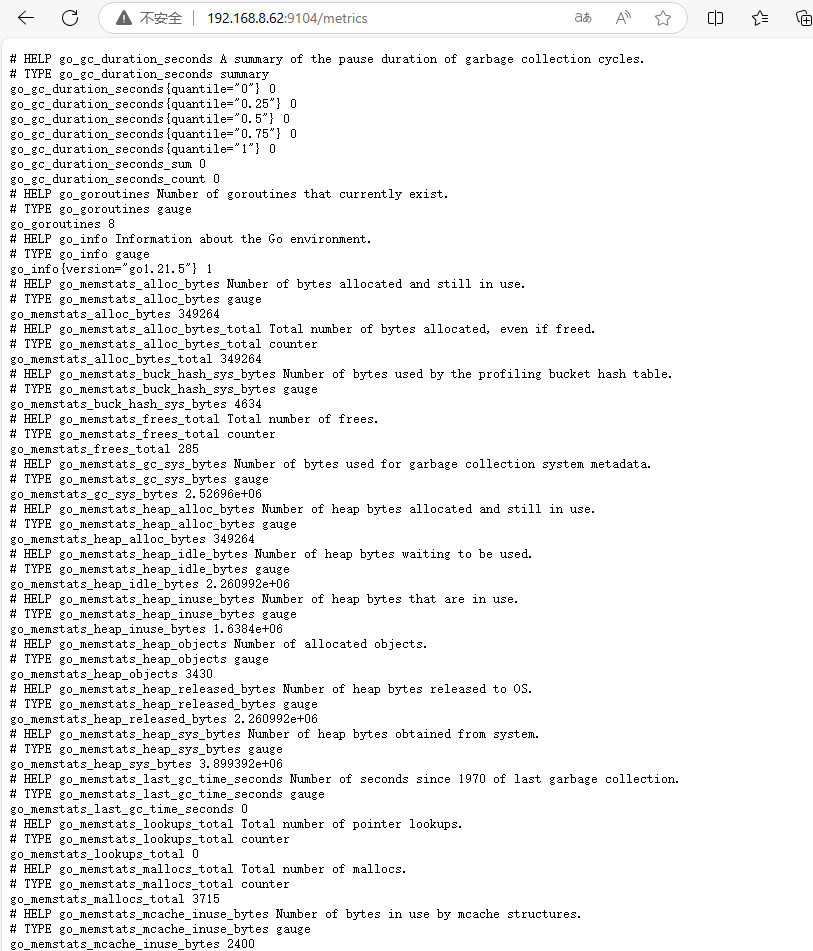 不安全 192.168.8.62:9104/metrics aあ A
# HELP go_gc_duration_seconds A summary of the pause duration of garbage collection cycles.
# TYPE go_gc_duration_seconds summary
go_gc_duration_seconds{quantile="0"} 0
go_gc_duration_seconds{quantile="0.25"} 0
go_gc_duration_seconds{quantile="0.5"} 0
go_gc_duration_seconds{quantile="0.75"} 0
go_gc_duration_seconds{quantile="1"} 0
go_gc_duration_seconds_sum 0
go_gc_duration_seconds_count 0
# HELP go_goroutines Number of goroutines that currently exist.
# TYPE go_goroutines gauge
go_goroutines 8
# HELP go_info Information about the Go environment.
# TYPE go_info gauge
go_info{version="go1.21.5"} 1
# HELP go_memstats_alloc_bytes Number of bytes allocated and still in use.
# TYPE go_memstats_alloc_bytes gauge
go_memstats_alloc_bytes 349264
# HELP go_memstats_alloc_bytes_total Total number of bytes allocated, even if freed.
# TYPE go_memstats_alloc_bytes_total counter
go_memstats_alloc_bytes_total 349264
# HELP go_memstats_buck_hash_sys_bytes Number of bytes used by the profiling bucket hash table.
# TYPE go_memstats_buck_hash_sys_bytes gauge
go_memstats_buck_hash_sys_bytes 4634
# HELP go_memstats_frees_total Total number of frees.
# TYPE go_memstats_frees_total counter
go_memstats_frees_total 285
# HELP go_memstats_gc_sys_bytes Number of bytes used for garbage collection system metadata.
# TYPE go_memstats_gc_sys_bytes gauge
go_memstats_gc_sys_bytes 2.52696e+06
# HELP go_memstats_heap_alloc_bytes Number of heap bytes allocated and still in use.
# TYPE go_memstats_heap_alloc_bytes gauge
go_memstats_heap_alloc_bytes 349264
# HELP go_memstats_heap_idle_bytes Number of heap bytes waiting to be used.
# TYPE go_memstats_heap_idle_bytes gauge
go_memstats_heap_idle_bytes 2.260992e+06
# HELP go_memstats_heap_inuse_bytes Number of heap bytes that are in use.
# TYPE go_memstats_heap_inuse_bytes gauge
go_memstats_heap_inuse_bytes 1.6384e+06
# HELP go_memstats_heap_objects Number of allocated objects.
# TYPE go_memstats_heap_objects gauge
go_memstats_heap_objects 3430
# HELP go_memstats_heap_released_bytes Number of heap bytes released to OS.
# TYPE go_memstats_heap_released_bytes gauge
go_memstats_heap_released_bytes 2.260992e+06
# HELP go_memstats_heap_sys_bytes Number of heap bytes obtained from system.
# TYPE go_memstats_heap_sys_bytes gauge
go_memstats_heap_sys_bytes 3.899392e+06
# HELP go_memstats_last_gc_time_seconds Number of seconds since 1970 of last garbage collection.
# TYPE go_memstats_last_gc_time_seconds gauge
go_memstats_last_gc_time_seconds 0
# HELP go_memstats_lookups_total Total number of pointer lookups.
# TYPE go_memstats_lookups_total counter
go_memstats_lookups_total 0
# HELP go_memstats_mallocs_total Total number of mallocs.
# TYPE go_memstats_mallocs_total counter
go_memstats_mallocs_total 3715
# HELP go_memstats_mcache_inuse_bytes Number of bytes in use by mcache structures.
# TYPE go_memstats_mcache_inuse_bytes gauge
go_memstats_mcache_inuse_bytes 2400